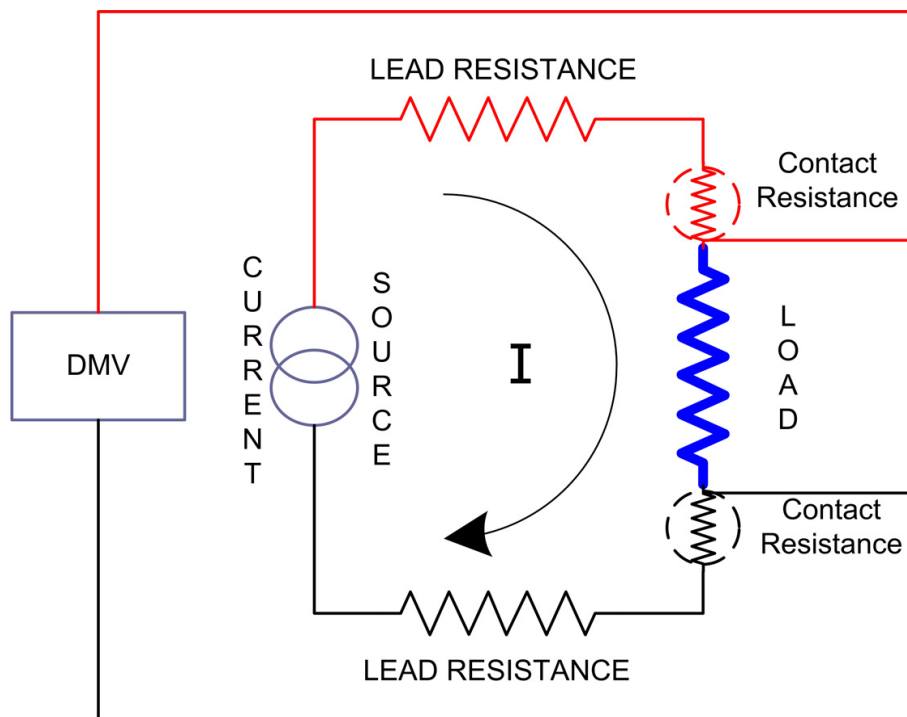 LEAD RESISTANCE
Contact
Resistance
CURRENT
SOURCE
LOAD
DMV
I
Contact
Resistance
LEAD RESISTANCE